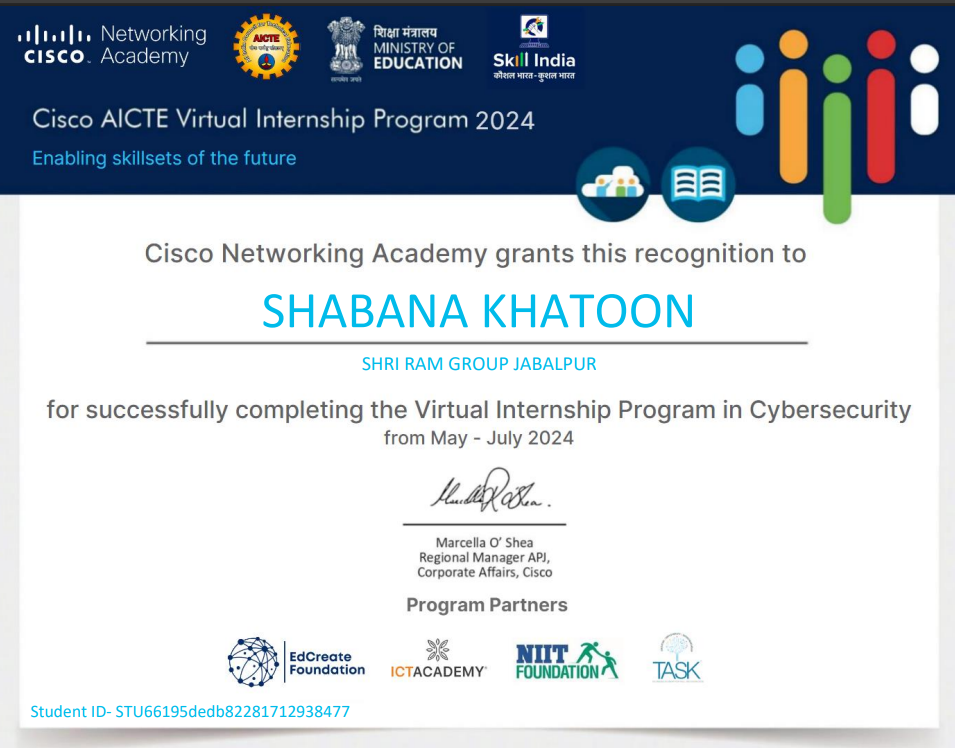 Networking
CISCO Academy
AICTE
शिक्षा मंत्रालय
MINISTRY OF
EDUCATION
सत्यमेव जयते
Skill India
कौशल भारत - कुशल भारत
Cisco AICTE Virtual Internship Program 2024
Enabling skillsets of the future
Cisco Networking Academy grants this recognition to
SHABANA KHATOON
SHRI RAM GROUP JABALPUR
for successfully completing the Virtual Internship Program in Cybersecurity
from May - July 2024
Marcella O' Shea
Regional Manager APJ,
Corporate Affairs, Cisco
Program Partners
EdCreate
Foundation
ICTACADEMY
NIIT
FOUNDATION
TASK
Student ID- STU66195dedb82281712938477